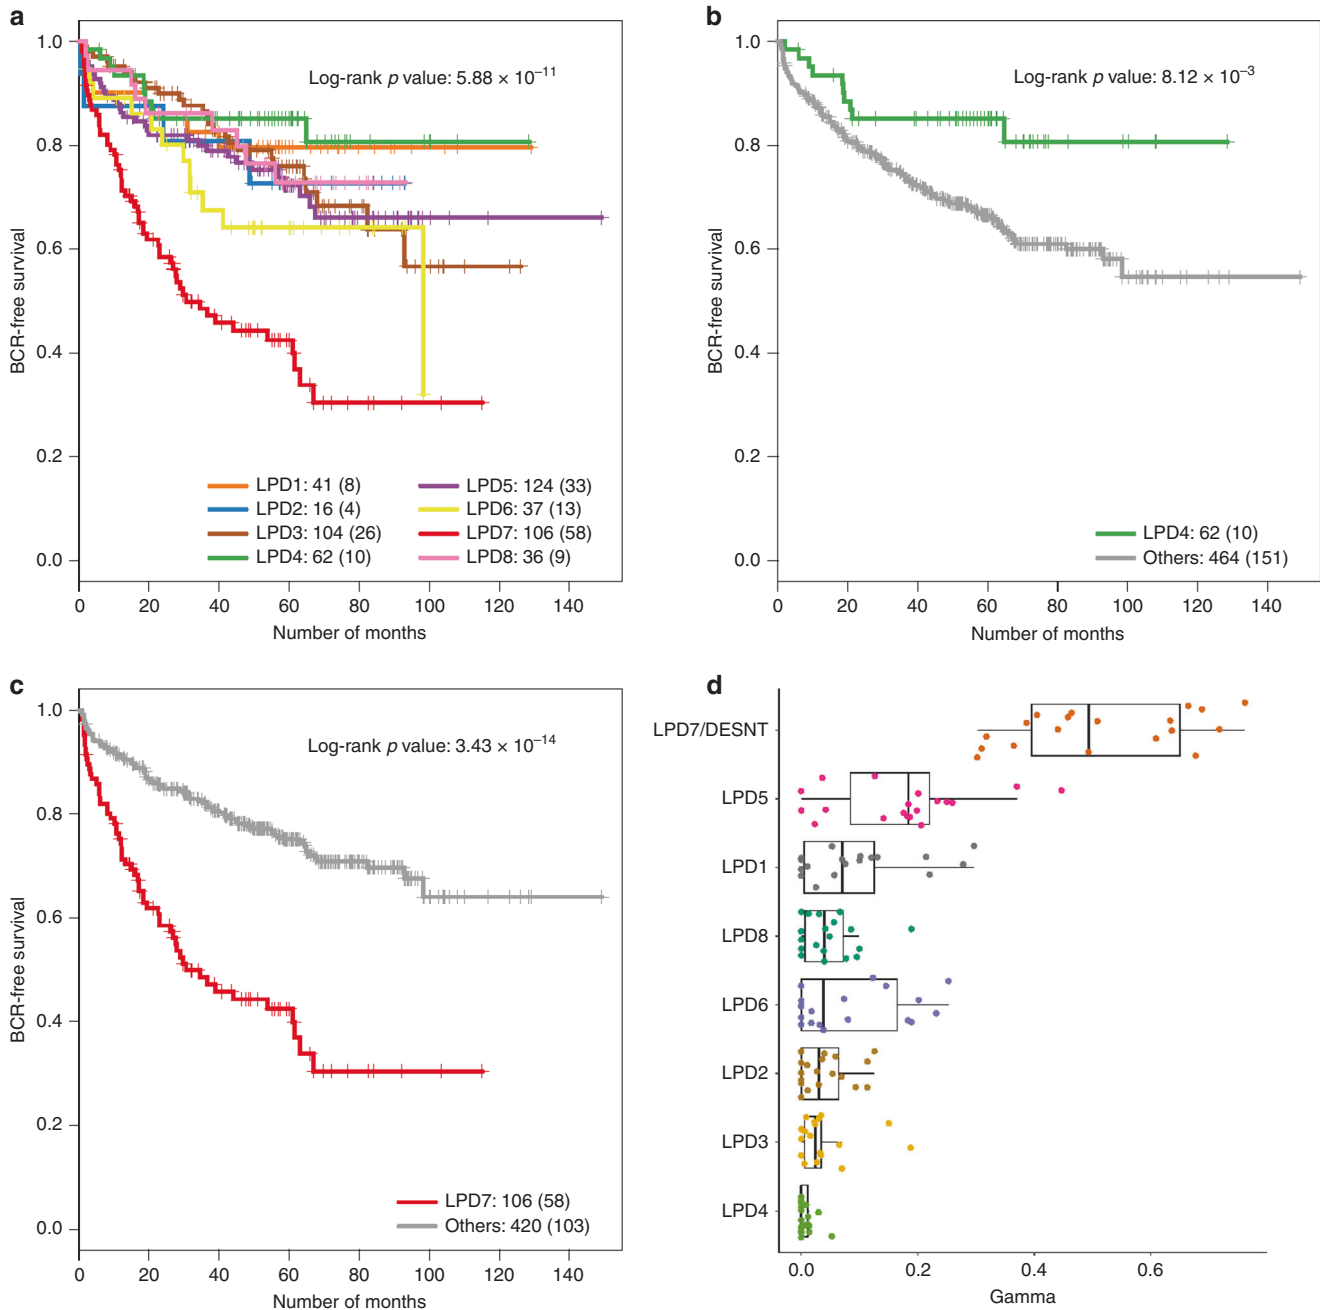 a
Log-rank p value: 5.88 × 10⁻¹¹
BCR-free survival
1.0
0.8
0.6
0.4
0.2
0.0
LPD1: 41 (8)
LPD2: 16 (4)
LPD3: 104 (26)
LPD4: 62 (10)
LPD5: 124 (33)
LPD6: 37 (13)
LPD7: 106 (58)
LPD8: 36 (9)
0 20 40 60 80 100 120 140
Number of months
b
Log-rank p value: 8.12 × 10⁻³
BCR-free survival
1.0
0.8
0.6
0.4
0.2
0.0
LPD4: 62 (10)
Others: 464 (151)
0 20 40 60 80 100 120 140
Number of months
c
Log-rank p value: 3.43 × 10⁻¹⁴
BCR-free survival
1.0
0.8
0.6
0.4
0.2
0.0
LPD7: 106 (58)
Others: 420 (103)
0 20 40 60 80 100 120 140
Number of months
d
LPD7/DESNT
LPD5
LPD1
LPD8
LPD6
LPD2
LPD3
LPD4
0.0 0.2 0.4 0.6
Gamma